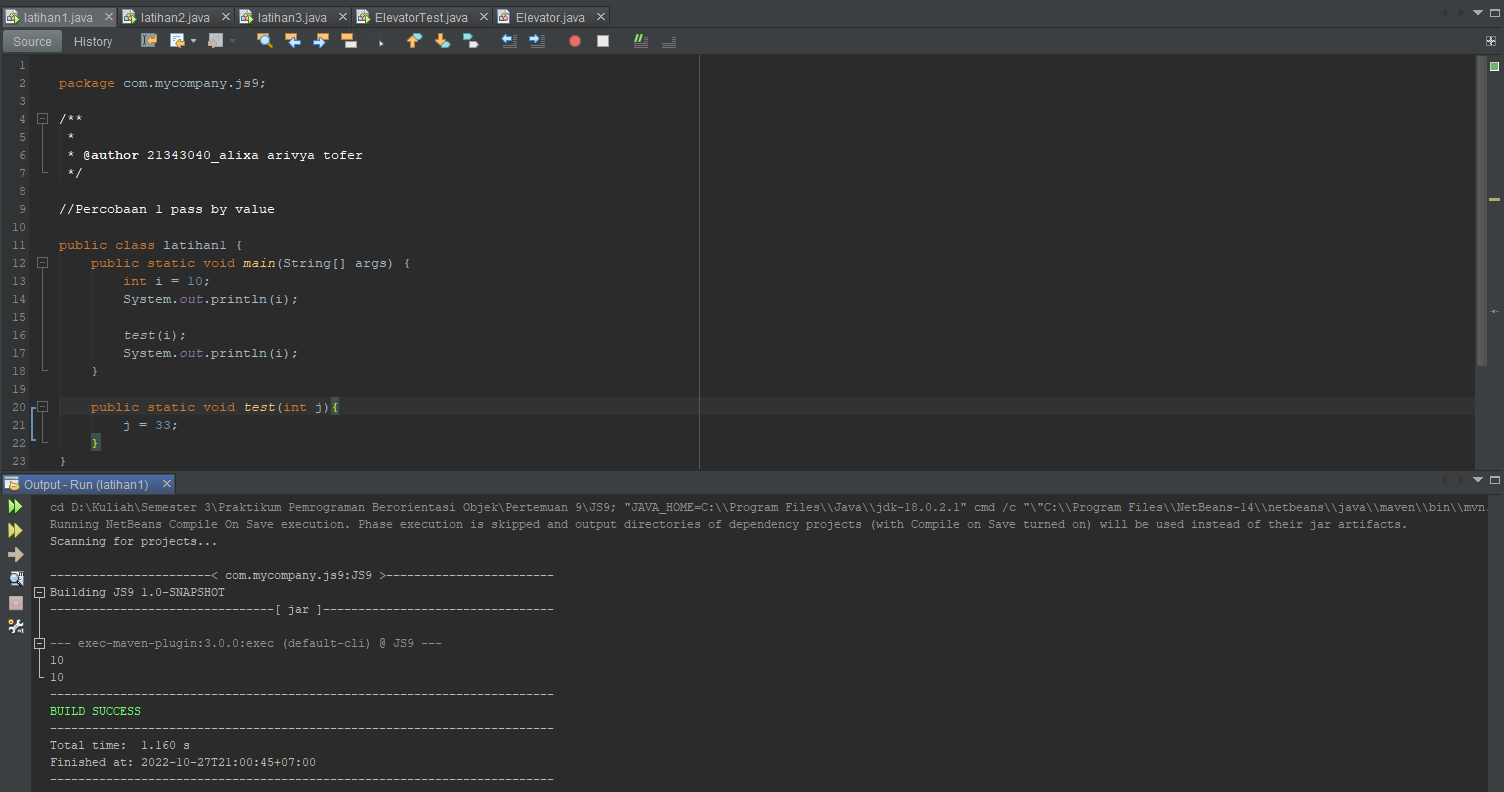 latihan1.java latihan2.java latihan3.java ElevatorTest.java Elevator.java
Source History
1
2 package com.mycompany.js9;
3
4 /**
5 *
6 * @author 21343040_alixa arivya tofer
7 */
8
9 //Percobaan 1 pass by value
10
11 public class latihan1 {
12 public static void main(String[] args) {
13 int i = 10;
14 System.out.println(i);
15
16 test(i);
17 System.out.println(i);
18 }
19
20 public static void test(int j){
21 j = 33;
22 }
23 }
Output - Run (latihan1)
cd D:\Kuliah\Semester 3\Praktikum Pemrograman Berorientasi Objek\Pertemuan 9\JS9; "JAVA_HOME=C:\\Program Files\\Java\\jdk-18.0.2.1" cmd /c "\"C:\\Program Files\\NetBeans-14\\netbeans\\java\\maven\\bin\\mvn.
Running NetBeans Compile On Save execution. Phase execution is skipped and output directories of dependency projects (with Compile on Save turned on) will be used instead of their jar artifacts.
Scanning for projects...
-----------------------< com.mycompany.js9:JS9 >------------------------
Building JS9 1.0-SNAPSHOT
--------------------------------[ jar ]---------------------------------
--- exec-maven-plugin:3.0.0:exec (default-cli) @ JS9 ---
10
10
------------------------------------------------------------------------
BUILD SUCCESS
------------------------------------------------------------------------
Total time:  1.160 s
Finished at: 2022-10-27T21:00:45+07:00
------------------------------------------------------------------------